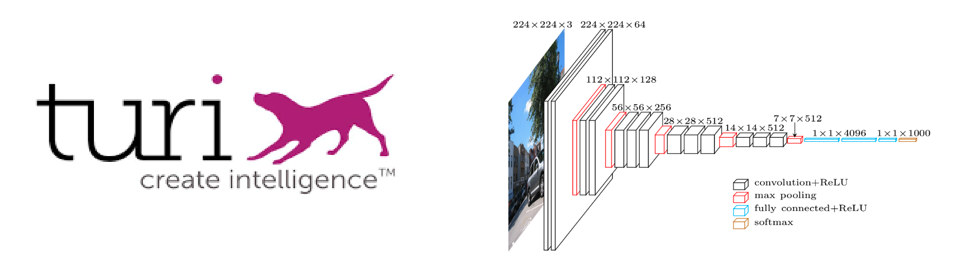 turi
create intelligence™
224×224×3 224×224×64
112×112×128
56×56×256
28×28×512
14×14×512
7×7×512
1×1×4096 1×1×1000
convolution+ReLU
max pooling
fully connected+ReLU
softmax